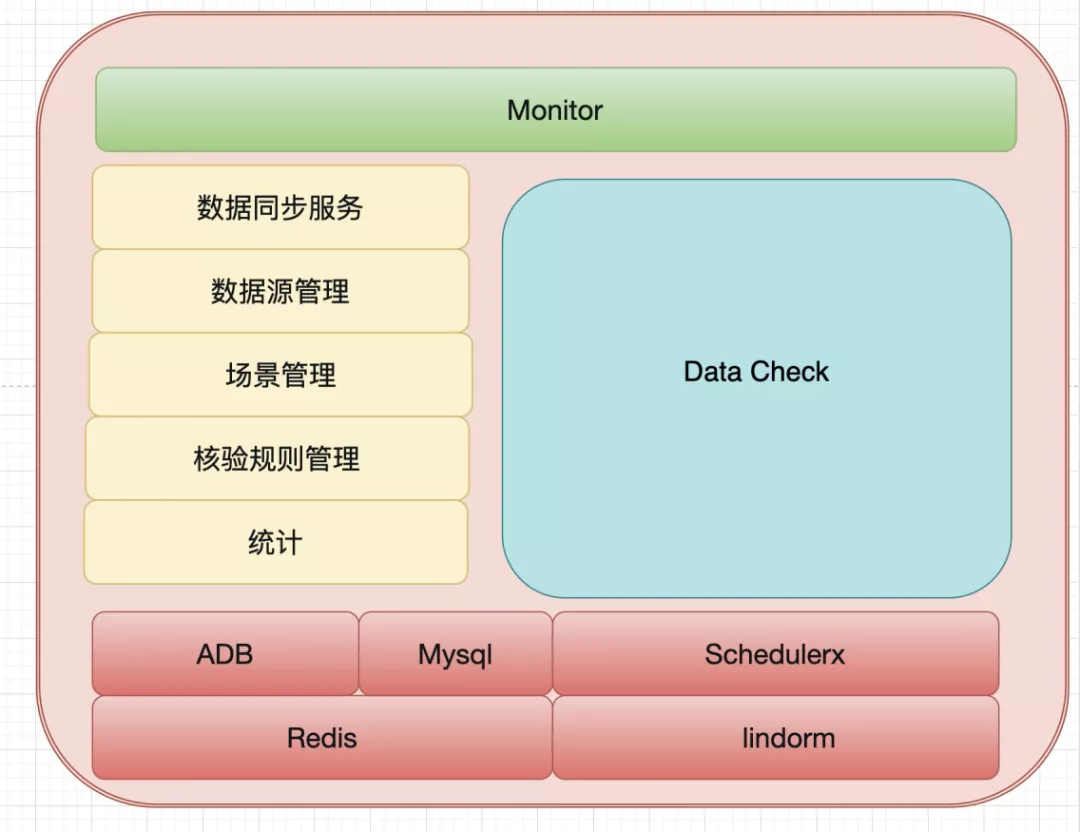 Monitor
数据同步服务
数据源管理
场景管理
核验规则管理
统计
Data Check
ADB
Mysql
Schedulerx
Redis
lindorm